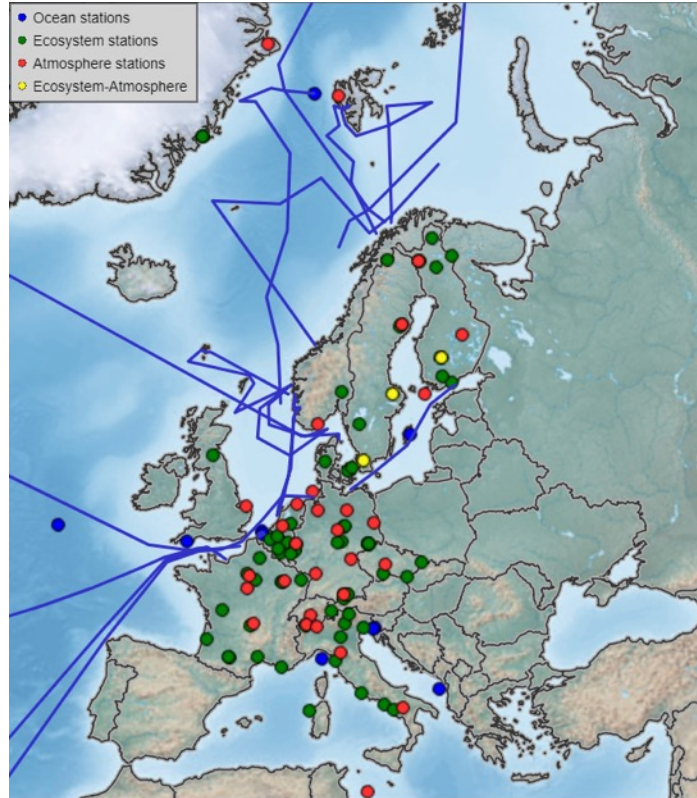 Ocean stations
Ecosystem stations
Atmosphere stations
Ecosystem-Atmosphere